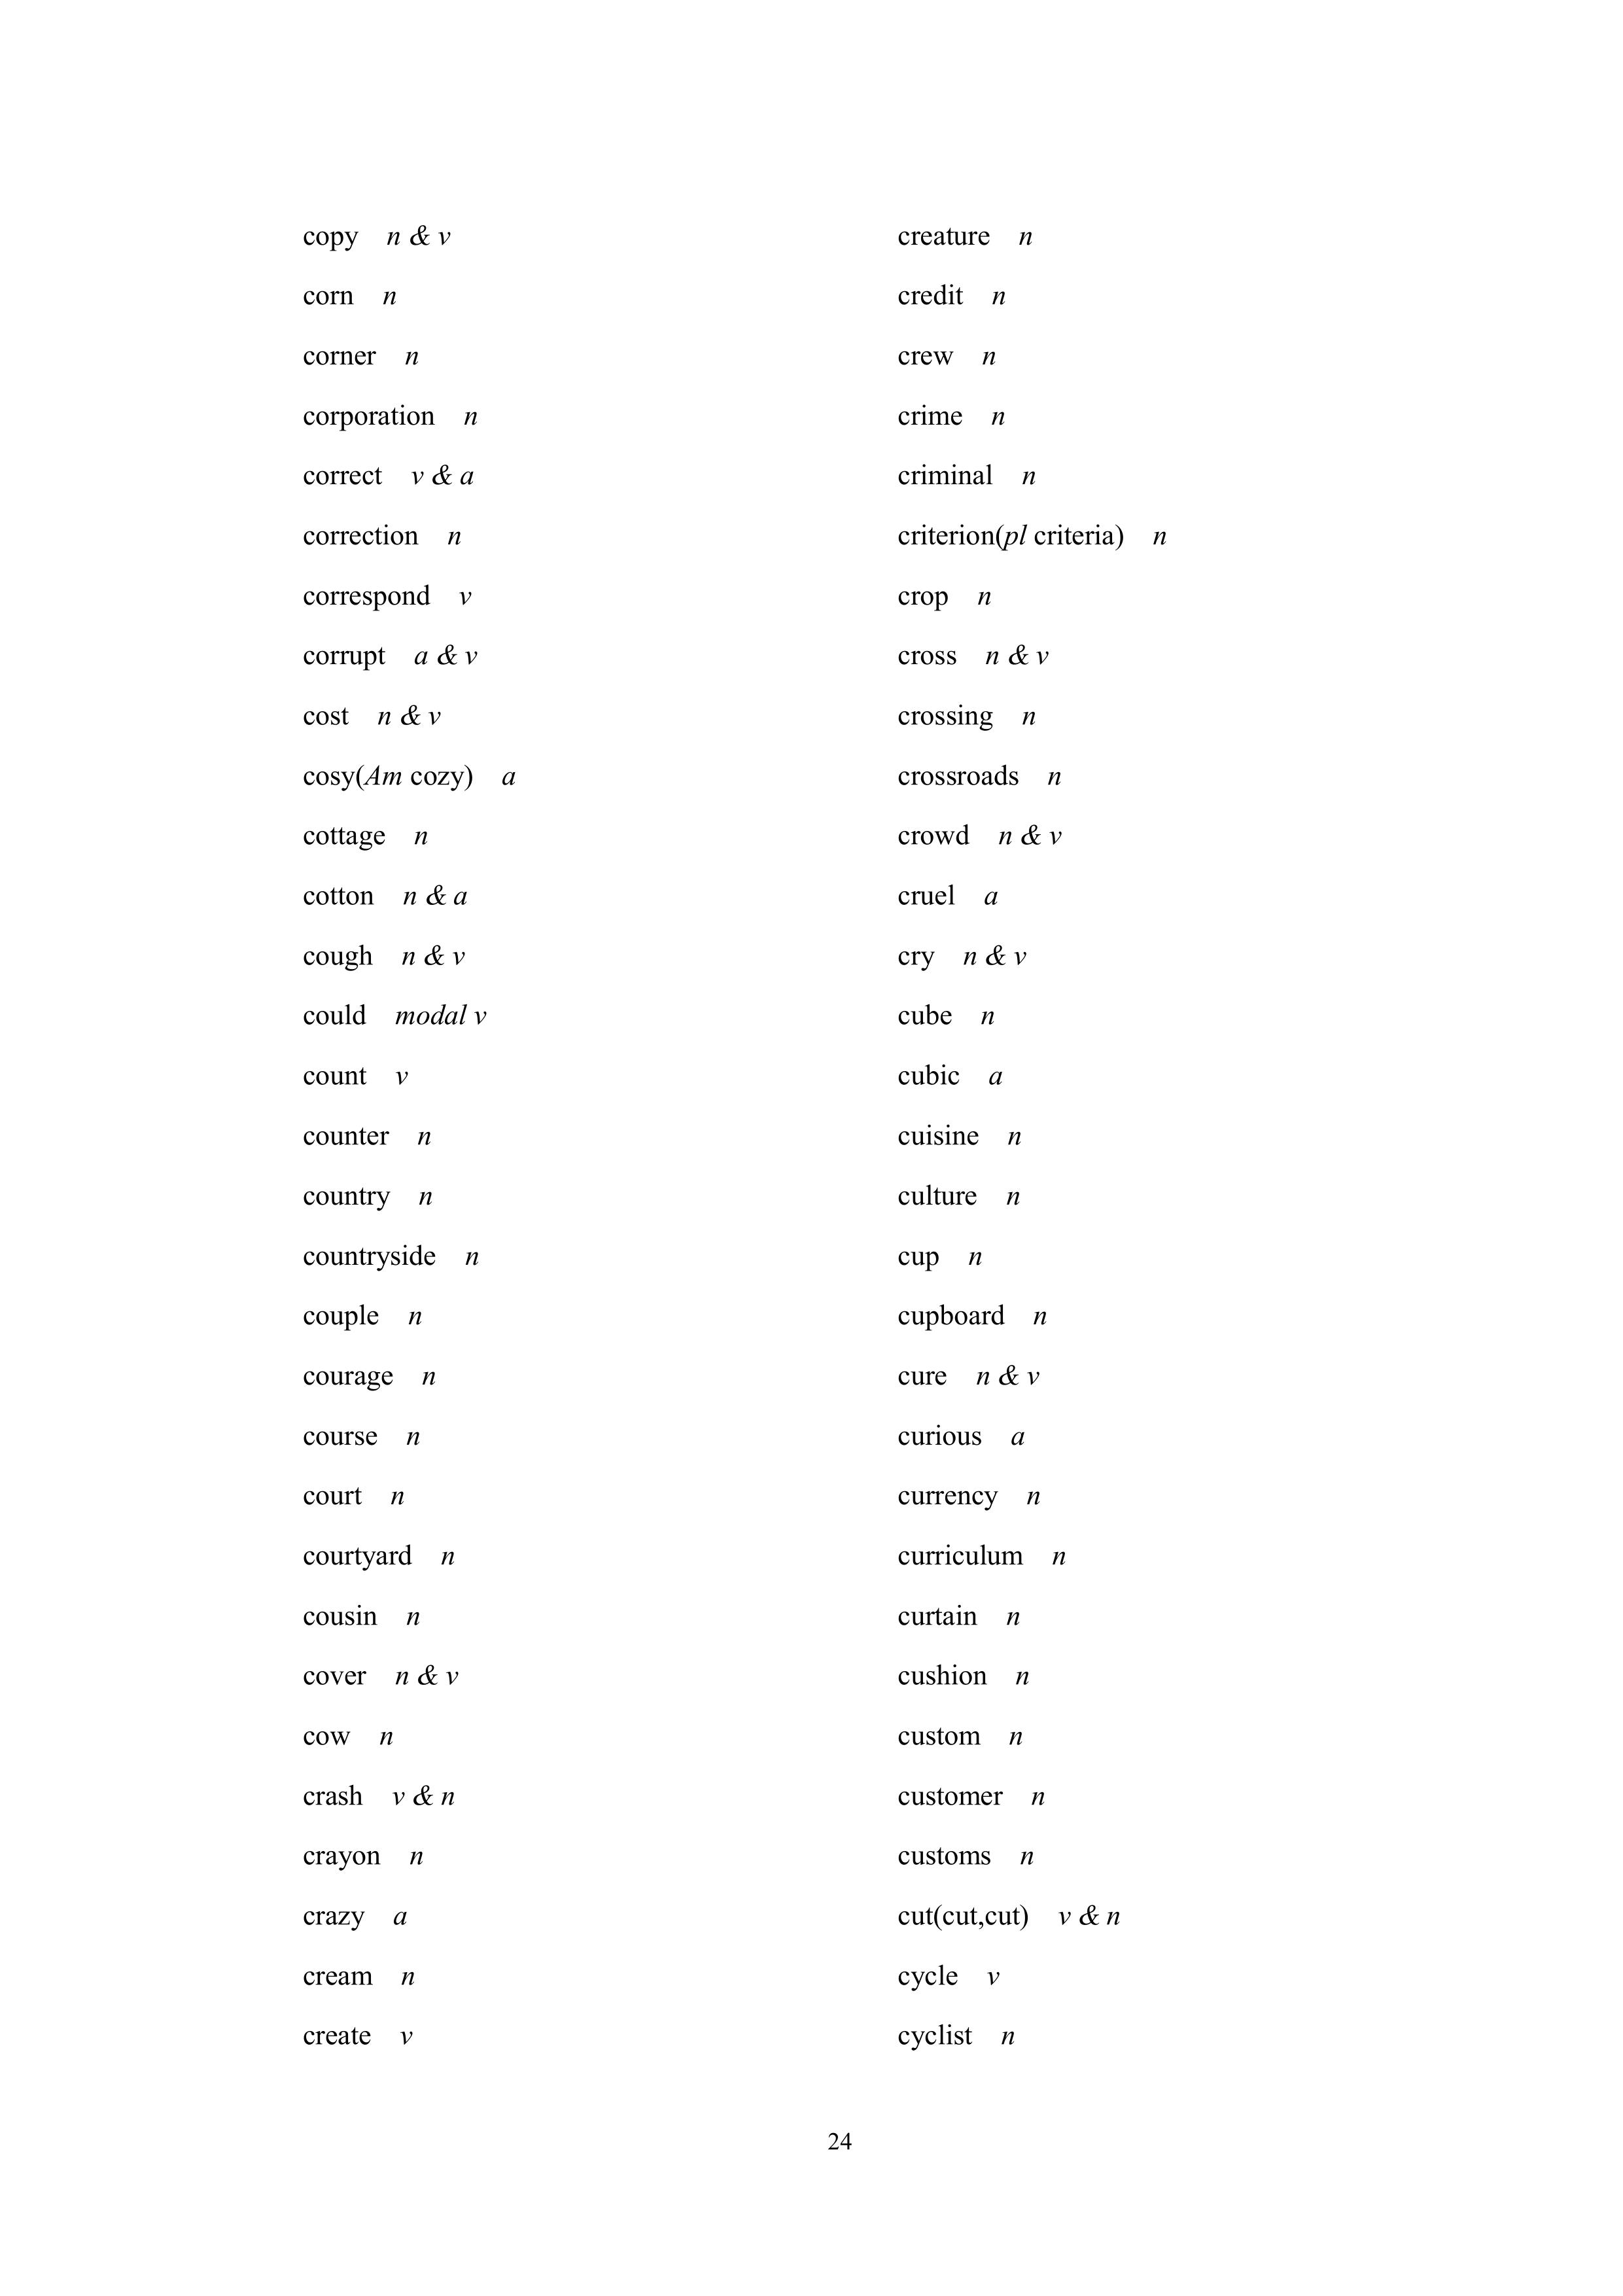 copy n & v
corn n
corner n
corporation n
correct v & a
correction n
correspond v
corrupt a & v
cost n & v
cosy(Am cozy) a
cottage n
cotton n & a
cough n & v
could modal v
count v
counter n
country n
countryside n
couple n
courage n
course n
court n
courtyard n
cousin n
cover n & v
cow n
crash v & n
crayon n
crazy a
cream n
create v
creature n
credit n
crew n
crime n
criminal n
criterion(pl criteria) n
crop n
cross n & v
crossing n
crossroads n
crowd n & v
cruel a
cry n & v
cube n
cubic a
cuisine n
culture n
cup n
cupboard n
cure n & v
curious a
currency n
curriculum n
curtain n
cushion n
custom n
customer n
customs n
cut(cut,cut) v & n
cycle v
cyclist n
24